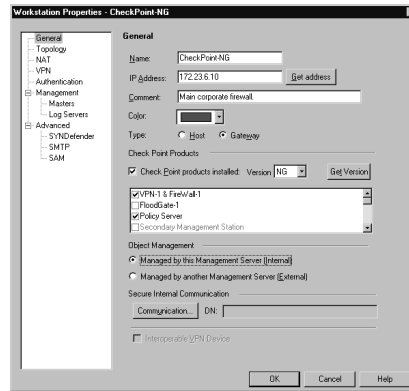 Workstation Properties - CheckPoint-NG
General
Topology
NAT
VPN
Authentication
Management
Masters
Log Servers
Advanced
SYNDefender
SMTP
SAM
General
Name: CheckPoint-NG
IP Address: 172.23.6.10 Get address
Comment: Main corporate firewall.
Color:
Type: Host Gateway
Check Point Products
Check Point products installed: Version NG Get Version
VPN-1 & FireWall-1
FloodGate-1
Policy Server
Secondary Management Station
Object Management
Managed by this Management Server (Internal)
Managed by another Management Server (External)
Secure Internal Communication
Communication... DN:
Interoperable VPN Device
OK Cancel Help